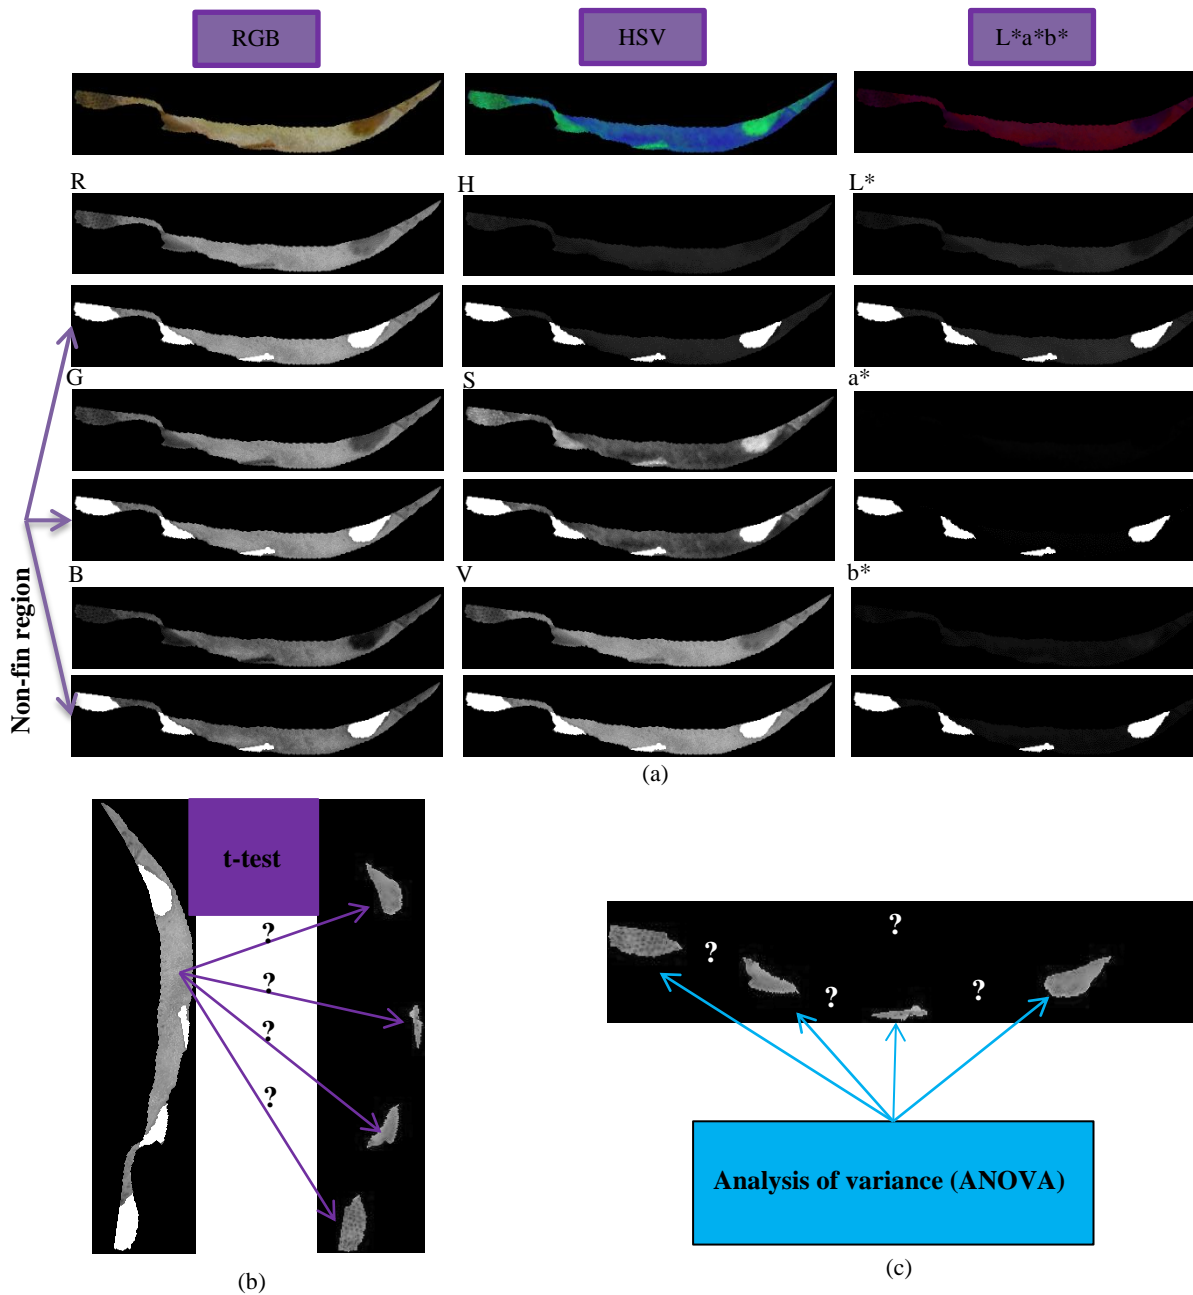 RGB
HSV
L*a*b*
R
H
L*
G
S
a*
B
V
b*
Non-fin region
(a)
t-test
?
?
?
?
(b)
?
?
?
?
Analysis of variance (ANOVA)
(c)